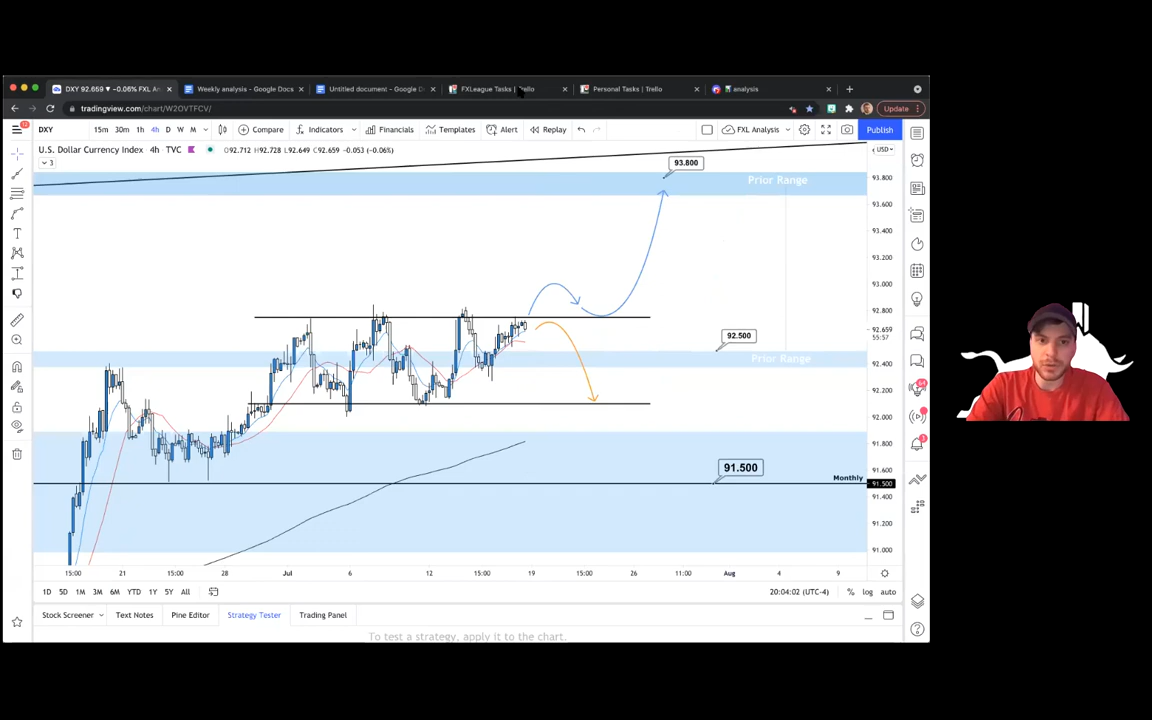 DXY 92.659 ▼ −0.06% FXL An
Weekly analysis - Google Docs
Untitled document - Google D
FXLeague Tasks | Trello
Personal Tasks | Trello
analysis
tradingview.com/chart/W2OVTFCV/
Update
DXY
15m 30m 1h 4h D W M
Compare
Indicators
Financials
Templates
Alert
Replay
FXL Analysis
Publish
U.S. Dollar Currency Index 4h TVC
O92.712 H92.728 L92.649 C92.659 −0.053 (−0.06%)
USD
3
93.800
Prior Range
93.800
93.600
93.400
93.200
93.000
92.800
92.659
55:57
92.500
Prior Range
92.400
92.200
92.000
91.800
91.600
91.500
Monthly
91.500
91.400
91.200
91.000
15:00 21 15:00 28 Jul 6 12 15:00 19 15:00 26 11:00 Aug 4 9
1D 5D 1M 3M 6M YTD 1Y 5Y All
20:04:02 (UTC-4)
% log auto
Stock Screener
Text Notes
Pine Editor
Strategy Tester
Trading Panel
To test a strategy, apply it to the chart.